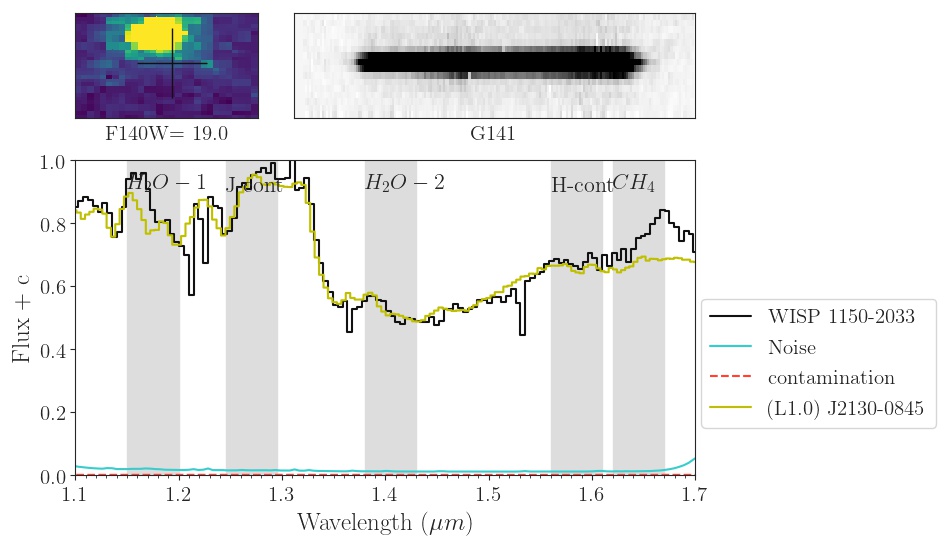 F140W= 19.0
G141
H₂O − 1
J-cont
H₂O − 2
H-cont
CH₄
1.0
0.8
0.6
0.4
0.2
0.0
Flux + c
1.1
1.2
1.3
1.4
1.5
1.6
1.7
Wavelength (μm)
WISP 1150-2033
Noise
contamination
(L1.0) J2130-0845